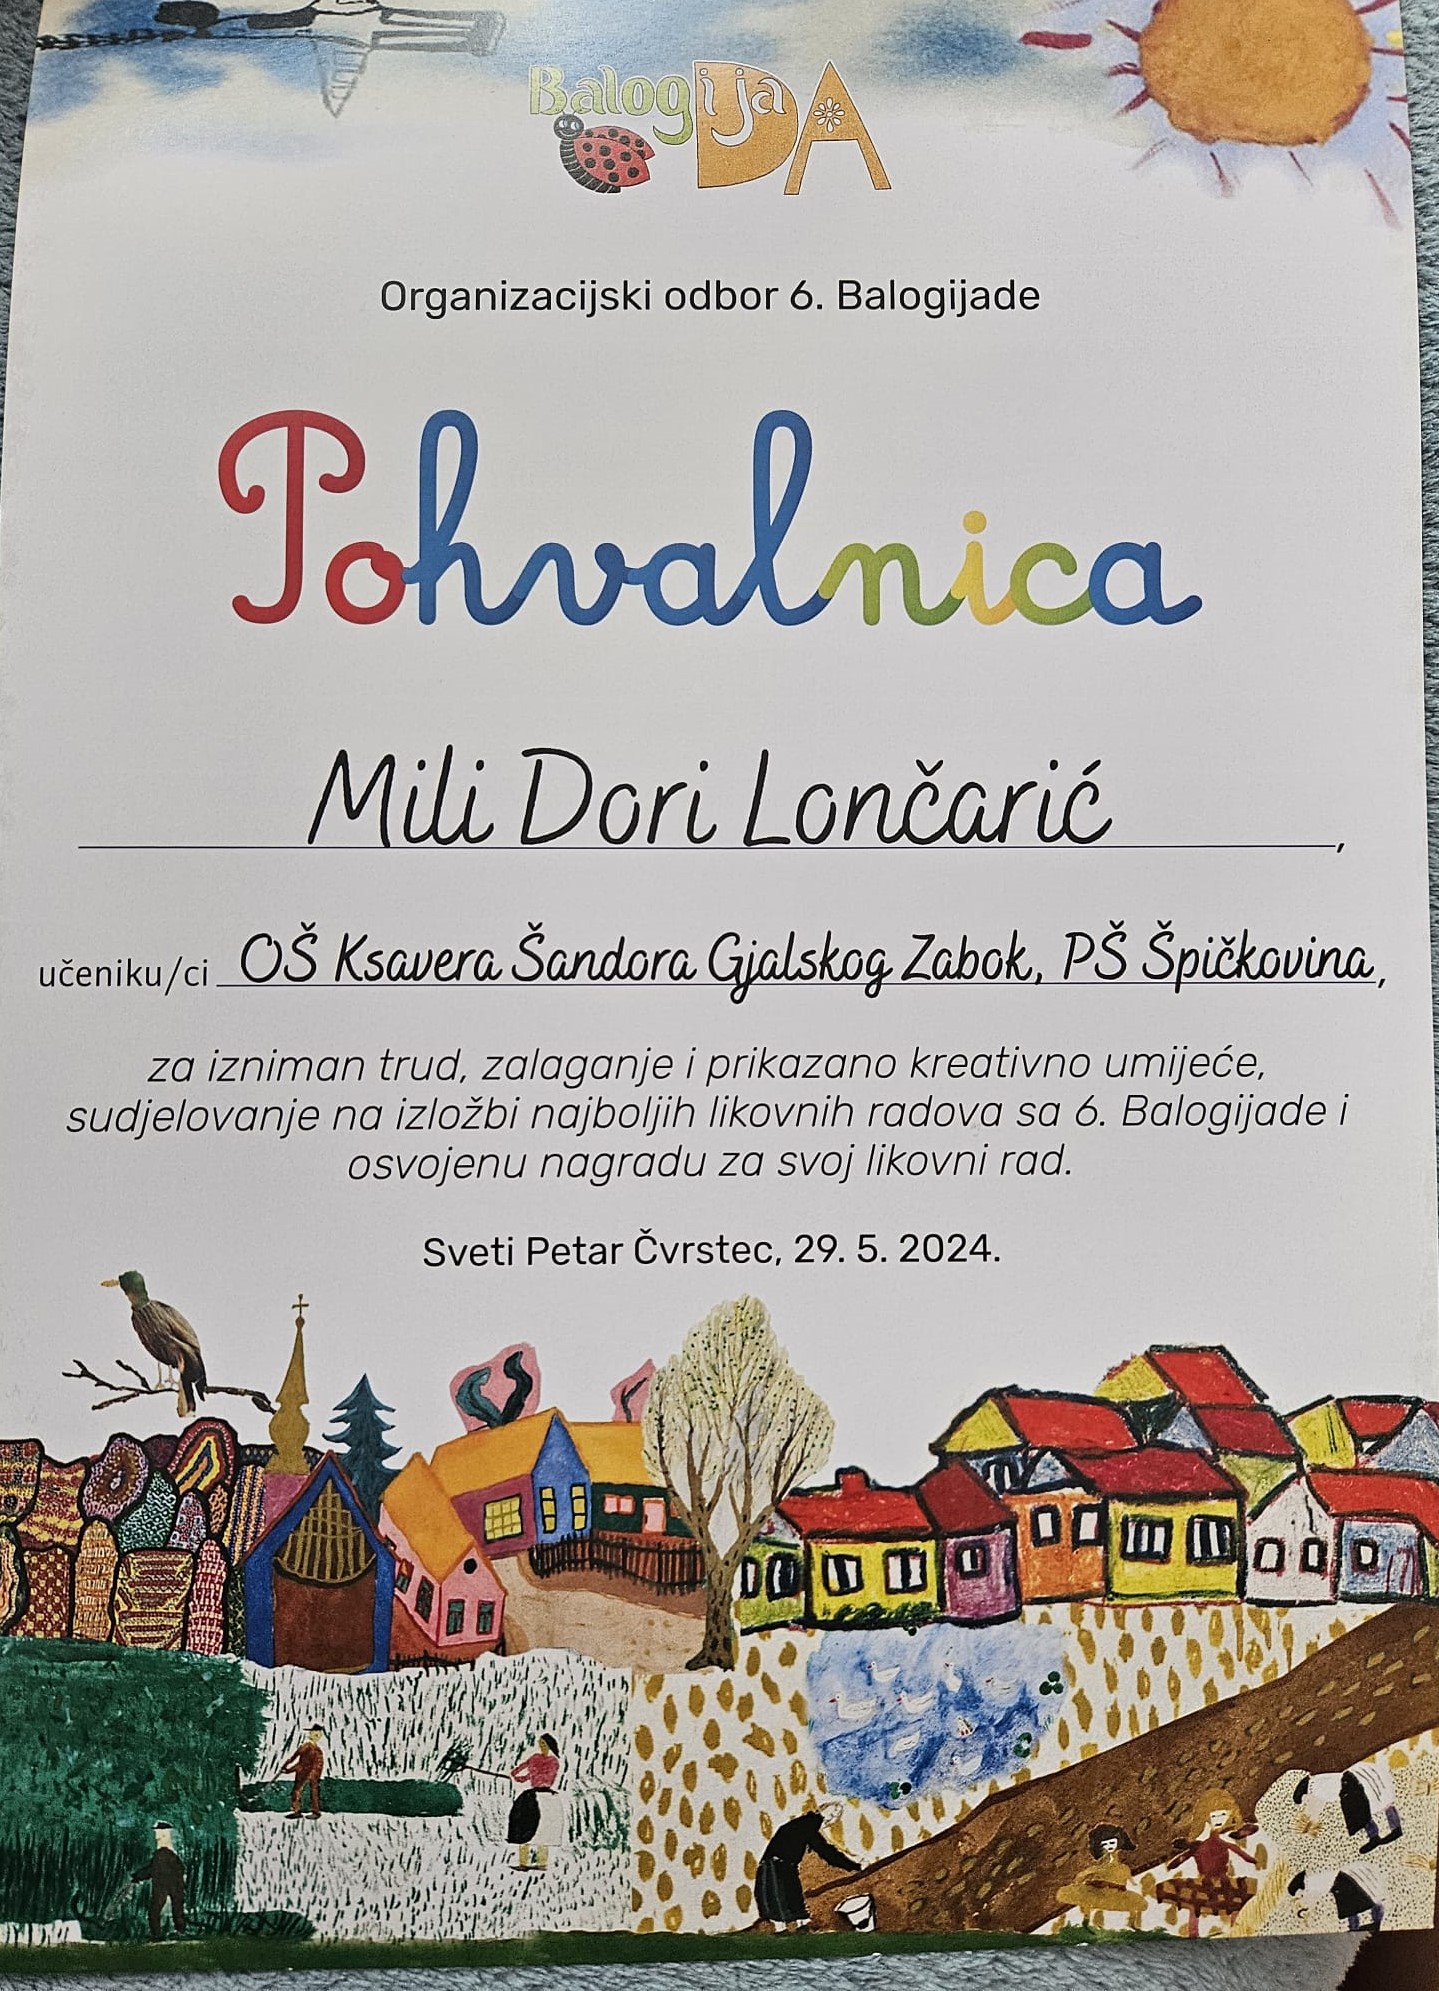 BalogijaDA
Organizacijski odbor 6. Balogijade
Pohvalnica
Mili Dori Lončarić,
učeniku/ci OŠ Ksavera Šandora Gjalskog Zabok, PŠ Špičkovina,
za izniman trud, zalaganje i prikazano kreativno umijeće,
sudjelovanje na izložbi najboljih likovnih radova sa 6. Balogijade i
osvojenu nagradu za svoj likovni rad.
Sveti Petar Čvrstec, 29. 5. 2024.